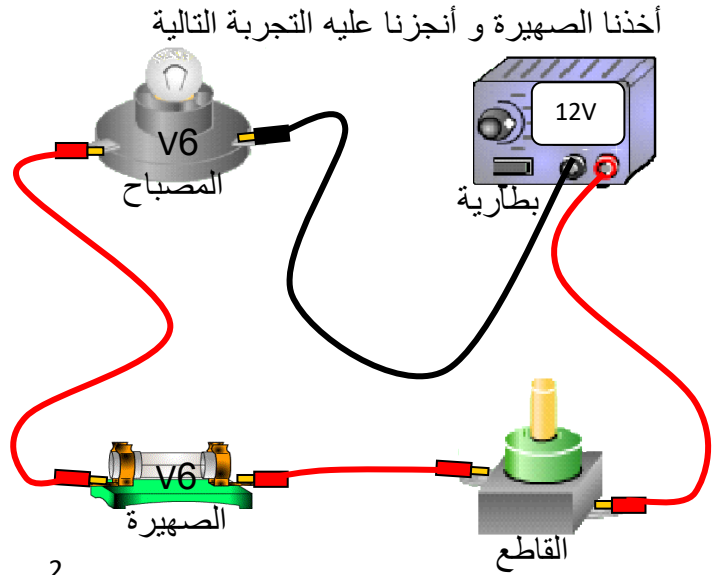 أخذنا الصهيرة و أنجزنا عليه التجربة التالية
12V
V6
المصباح
بطارية
V6
الصهيرة
القاطع
2